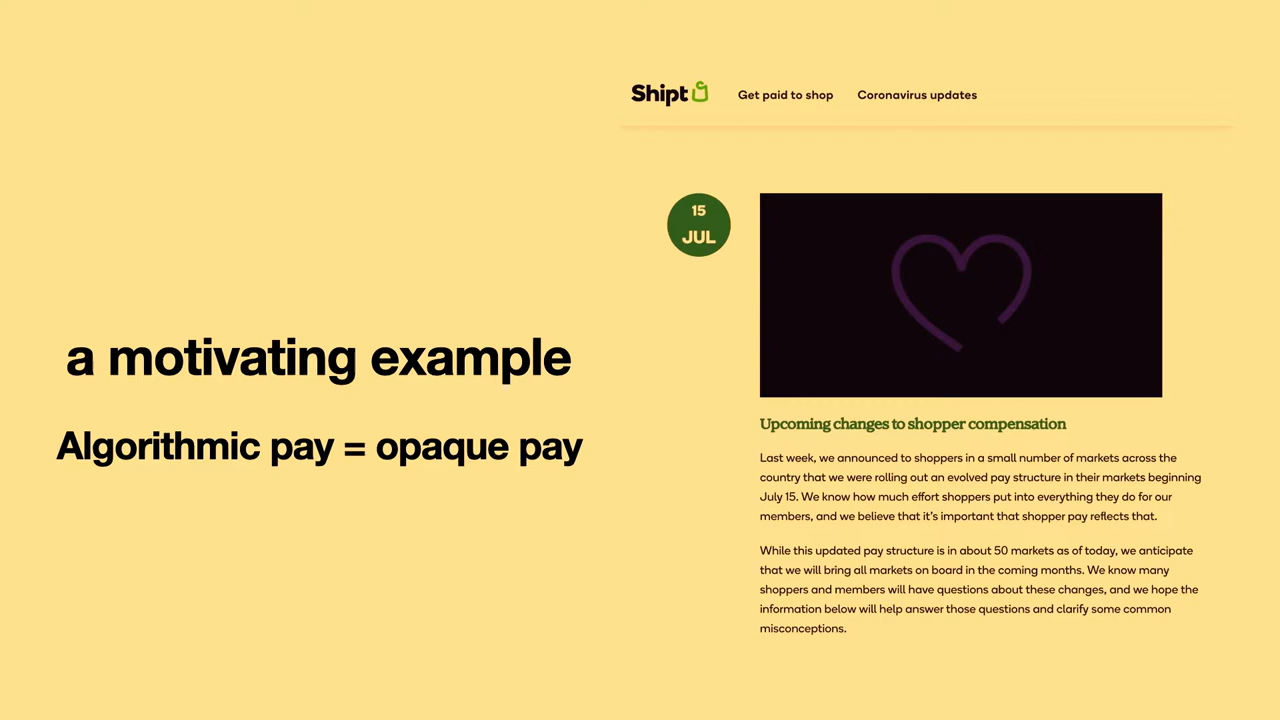 a motivating example
Algorithmic pay = opaque pay
Shipt
Get paid to shop
Coronavirus updates
15
JUL
Upcoming changes to shopper compensation
Last week, we announced to shoppers in a small number of markets across the
country that we were rolling out an evolved pay structure in their markets beginning
July 15. We know how much effort shoppers put into everything they do for our
members, and we believe that it's important that shopper pay reflects that.
While this updated pay structure is in about 50 markets as of today, we anticipate
that we will bring all markets on board in the coming months. We know many
shoppers and members will have questions about these changes, and we hope the
information below will help answer those questions and clarify some common
misconceptions.